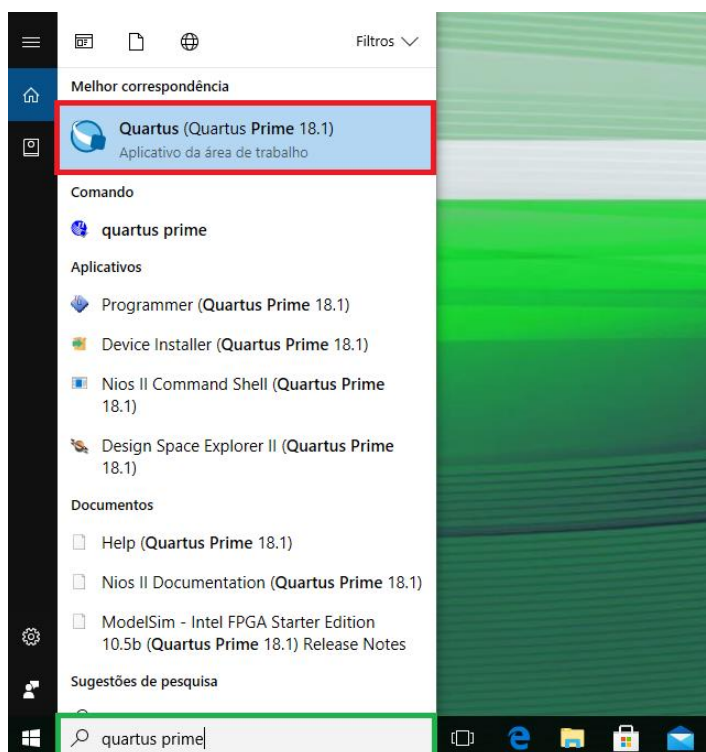 Filtros
Melhor correspondência
Quartus (Quartus Prime 18.1)
Aplicativo da área de trabalho
Comando
quartus prime
Aplicativos
Programmer (Quartus Prime 18.1)
Device Installer (Quartus Prime 18.1)
Nios II Command Shell (Quartus Prime
18.1)
Design Space Explorer II (Quartus Prime
18.1)
Documentos
Help (Quartus Prime 18.1)
Nios II Documentation (Quartus Prime 18.1)
ModelSim - Intel FPGA Starter Edition
10.5b (Quartus Prime 18.1) Release Notes
Sugestões de pesquisa
quartus prime